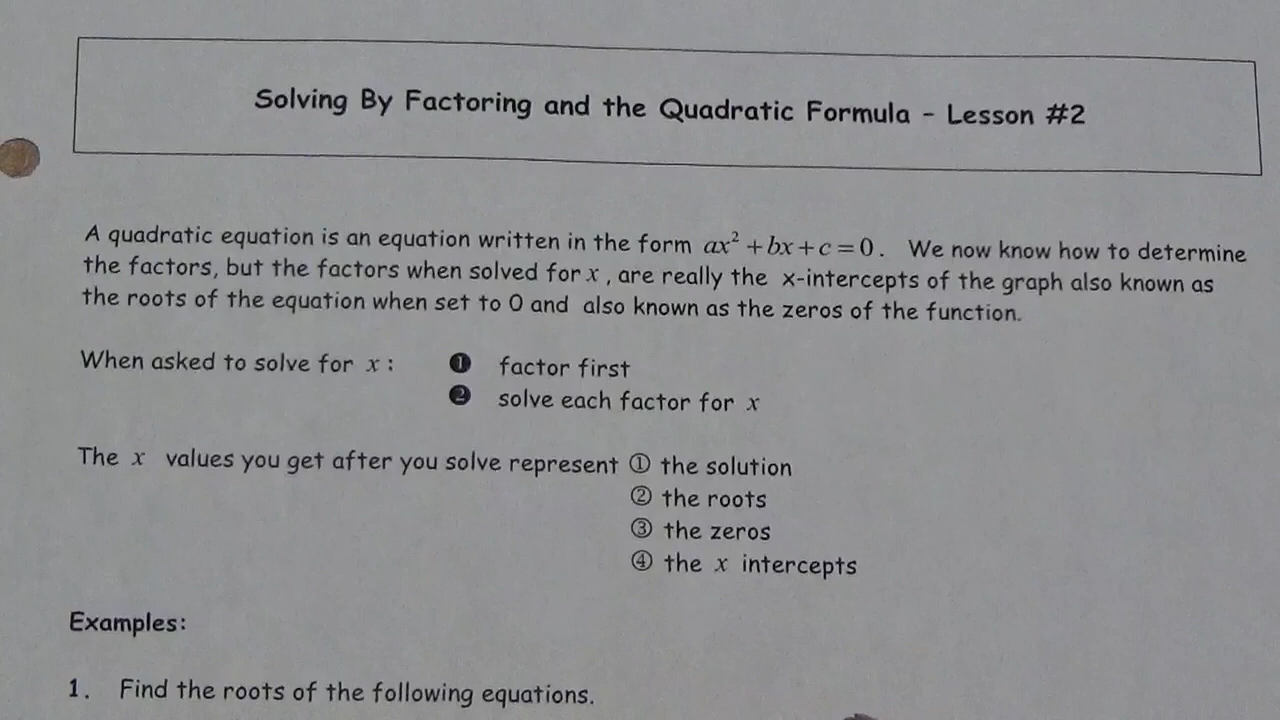 Solving By Factoring and the Quadratic Formula - Lesson #2
A quadratic equation is an equation written in the form ax² + bx + c = 0. We now know how to determine
the factors, but the factors when solved for x , are really the x-intercepts of the graph also known as
the roots of the equation when set to 0 and also known as the zeros of the function.
When asked to solve for x : ❶ factor first
❷ solve each factor for x
The x values you get after you solve represent ① the solution
② the roots
③ the zeros
④ the x intercepts
Examples:
1. Find the roots of the following equations.